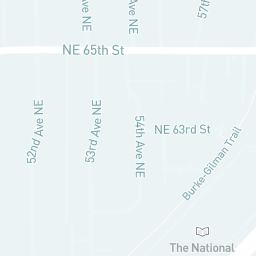 57th
NE 65th St
NE 63rd St
52nd Ave NE
53rd Ave NE
54th Ave NE
Burke-Gilman Trail
The National